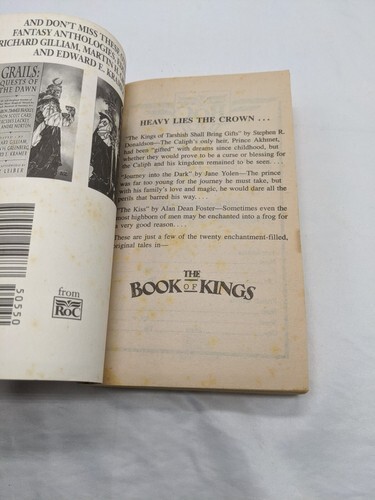 AND DON'T MISS THESE
FANTASY ANTHOLOGIES
RICHARD GILLIAM, MARTIN
AND EDWARD E. KR
GRAILS:
QUESTS OF
THE DAWN
ANDRE NORTON
50550
from
ROC
HEAVY LIES THE CROWN . . .
"The Kings of Tarshish Shall Bring Gifts" by Stephen R.
Donaldson—The Caliph's only heir, Prince Akhmet,
had been "gifted" with dreams since childhood, but
whether they would prove to be a curse or blessing for
the Caliph and his kingdom remained to be seen. . . .
"Journey into the Dark" by Jane Yolen—The prince
was far too young for the journey he must take, but
with his family's love and magic, he would dare all the
perils that barred his way. . . .
"The Kiss" by Alan Dean Foster—Sometimes even the
most highborn of men may be enchanted into a frog for
a very good reason. . . .
These are just a few of the twenty enchantment-filled,
original tales in—
THE
BOOK OF KINGS